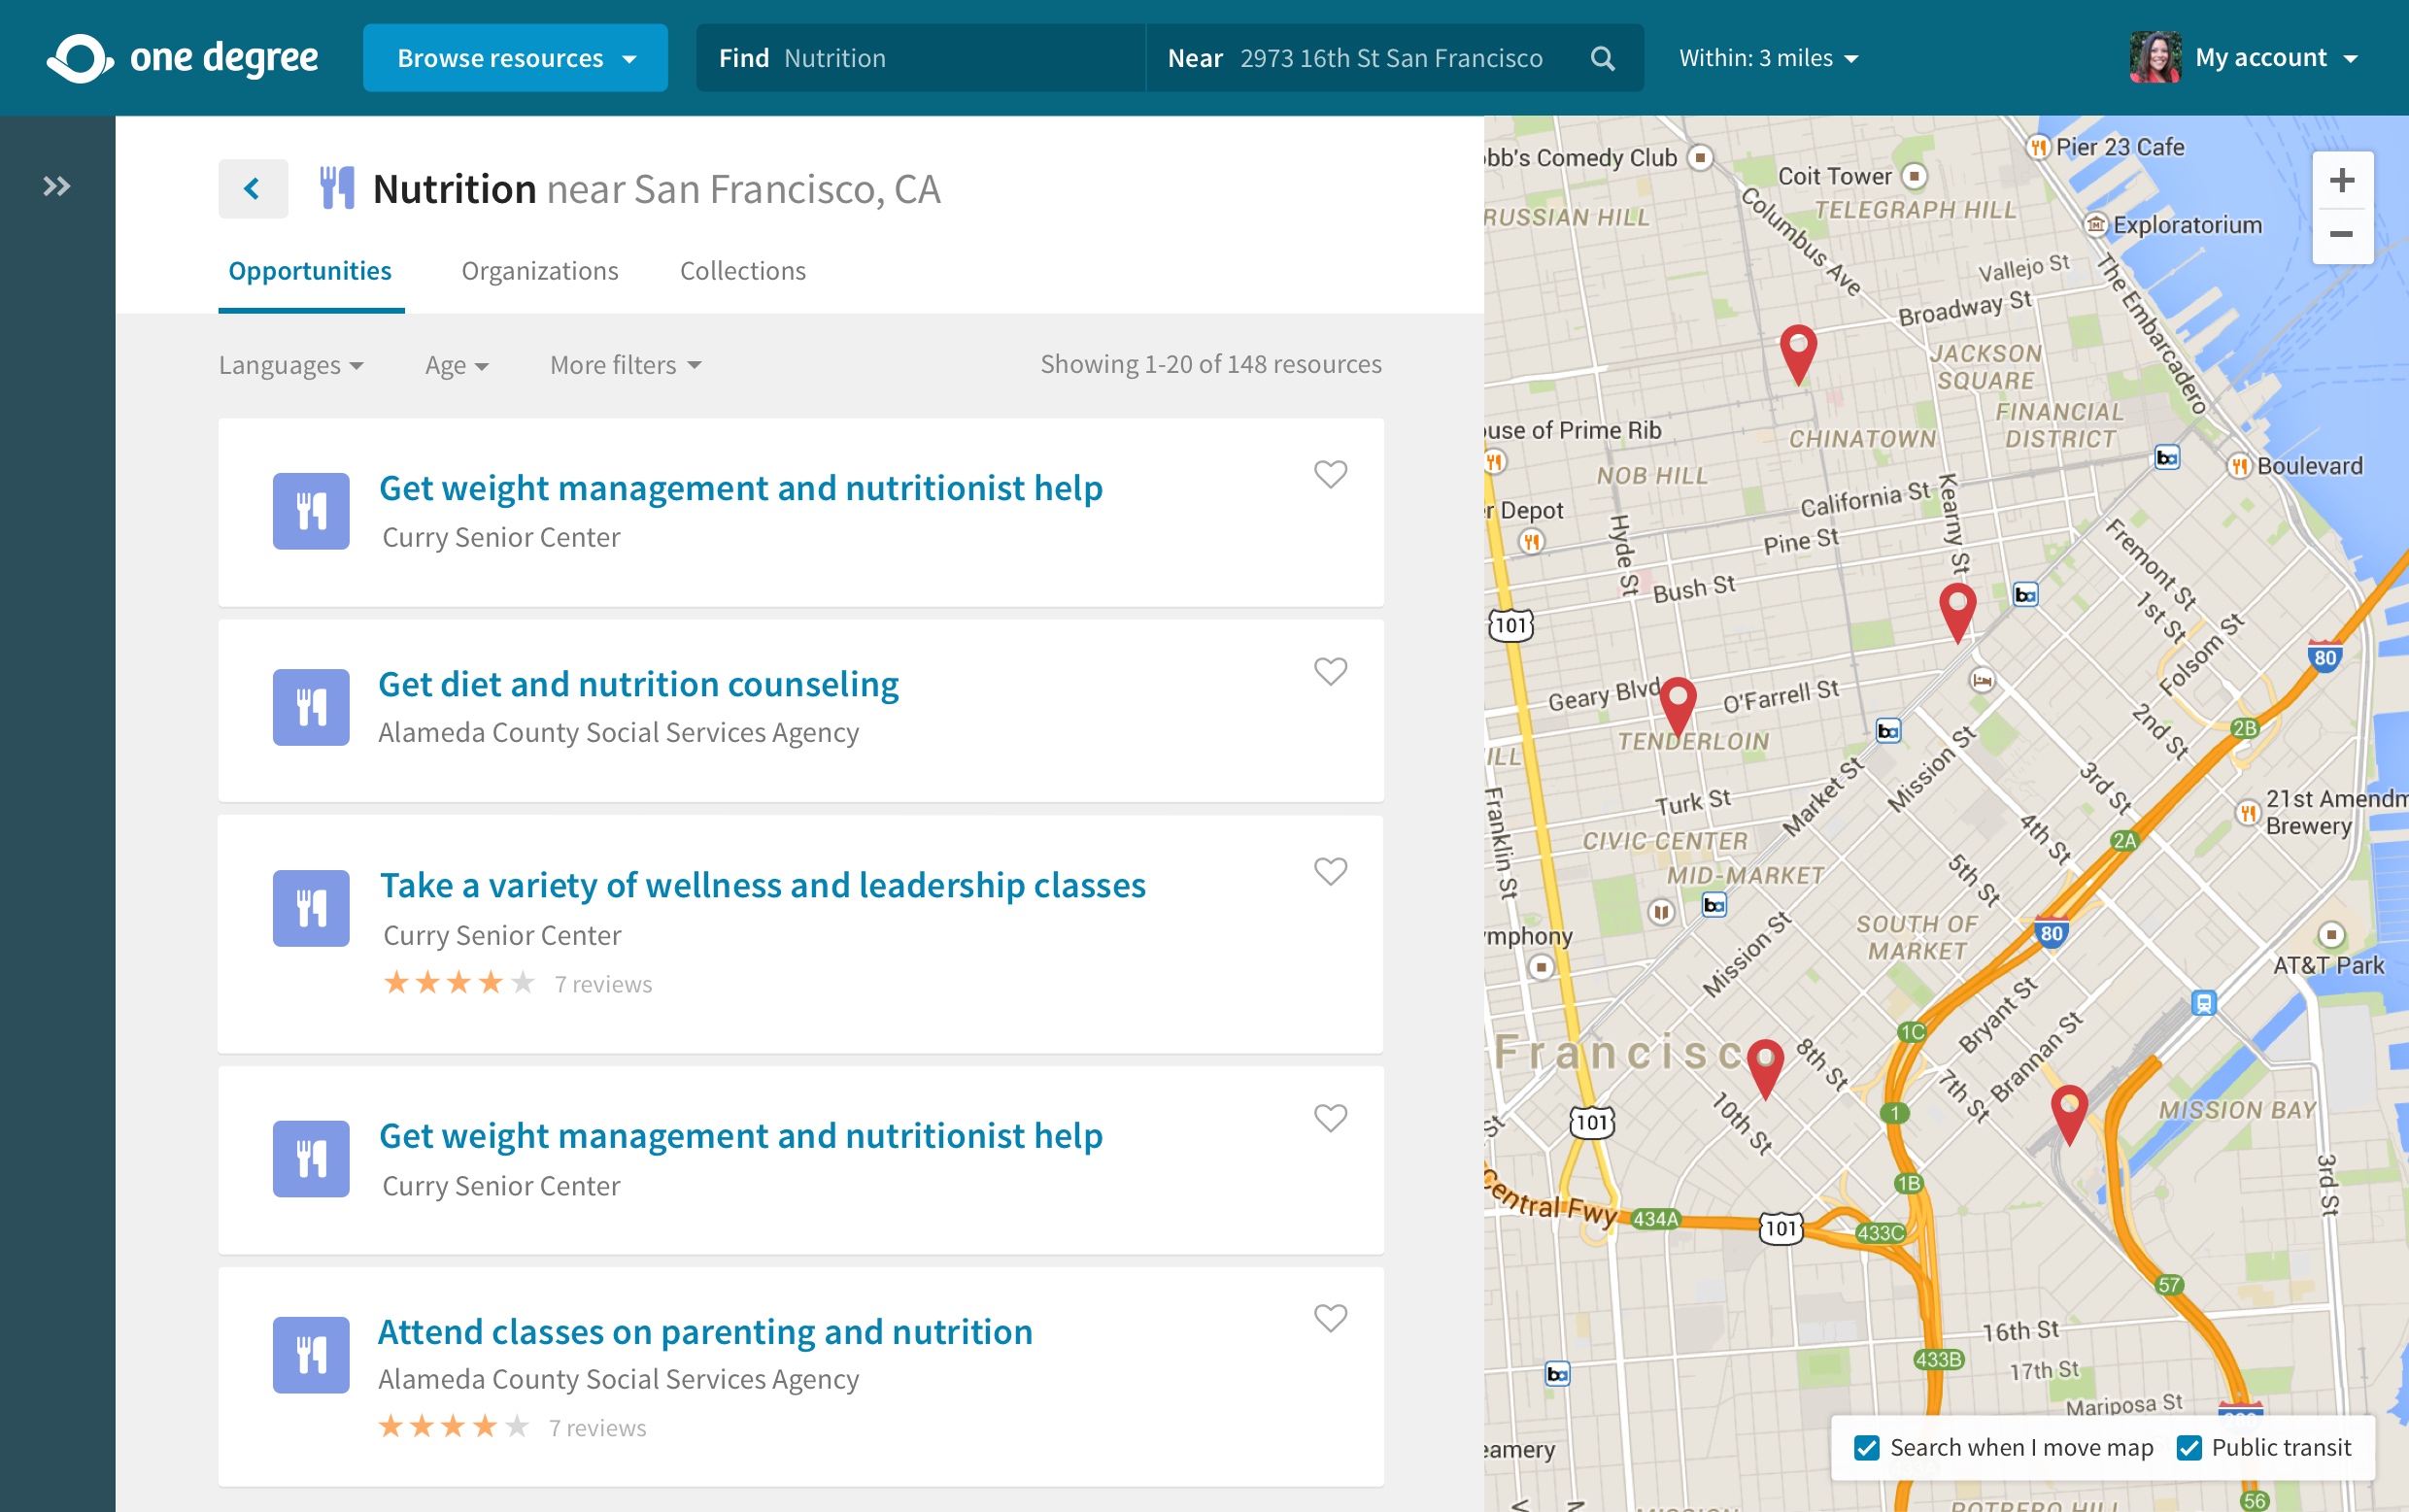 one degree
Browse resources
Find Nutrition
Near 2973 16th St San Francisco
Within: 3 miles
My account
Nutrition near San Francisco, CA
Opportunities
Organizations
Collections
Languages
Age
More filters
Showing 1-20 of 148 resources
Get weight management and nutritionist help
Curry Senior Center
Get diet and nutrition counseling
Alameda County Social Services Agency
Take a variety of wellness and leadership classes
Curry Senior Center
7 reviews
Get weight management and nutritionist help
Curry Senior Center
Attend classes on parenting and nutrition
Alameda County Social Services Agency
7 reviews
obb's Comedy Club
Pier 23 Cafe
Coit Tower
TELEGRAPH HILL
RUSSIAN HILL
Columbus Ave
Exploratorium
Vallejo St
The Embarcadero
Broadway St
JACKSON
SQUARE
FINANCIAL
DISTRICT
CHINATOWN
ouse of Prime Rib
NOB HILL
Boulevard
California St
Kearny St
r Depot
Hyde St
Pine St
Fremont St
Bush St
1st St
Folsom St
101
80
Geary Blvd
O'Farrell St
TENDERLOIN
2nd St
2B
ILL
Franklin St
Turk St
Market St
Mission St
3rd St
21st Amendm
Brewery
CIVIC CENTER
4th St
2A
MID-MARKET
5th St
SOUTH OF
MARKET
80
ymphony
Mission St
AT&T Park
Francisco
1C
Bryant St
Brannan St
8th St
7th St
10th St
101
1
MISSION BAY
St
1B
3rd St
Central Fwy
434A
101
433C
57
16th St
433B
17th St
Mariposa St
eamery
Search when I move map
Public transit
MISSION
POTRERO HILL
56